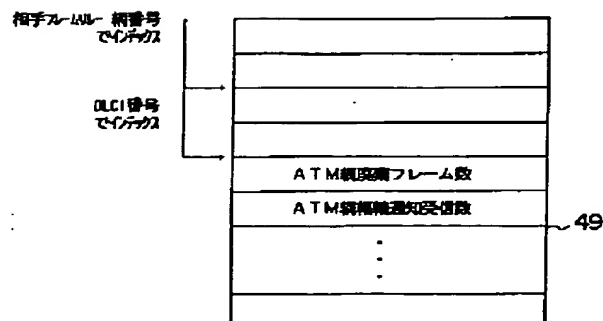 相手フレームリレー網番号
でインデックス
DLCI番号
でインデックス
ATM網廃棄フレーム数
ATM網輻輳通知受信数
49